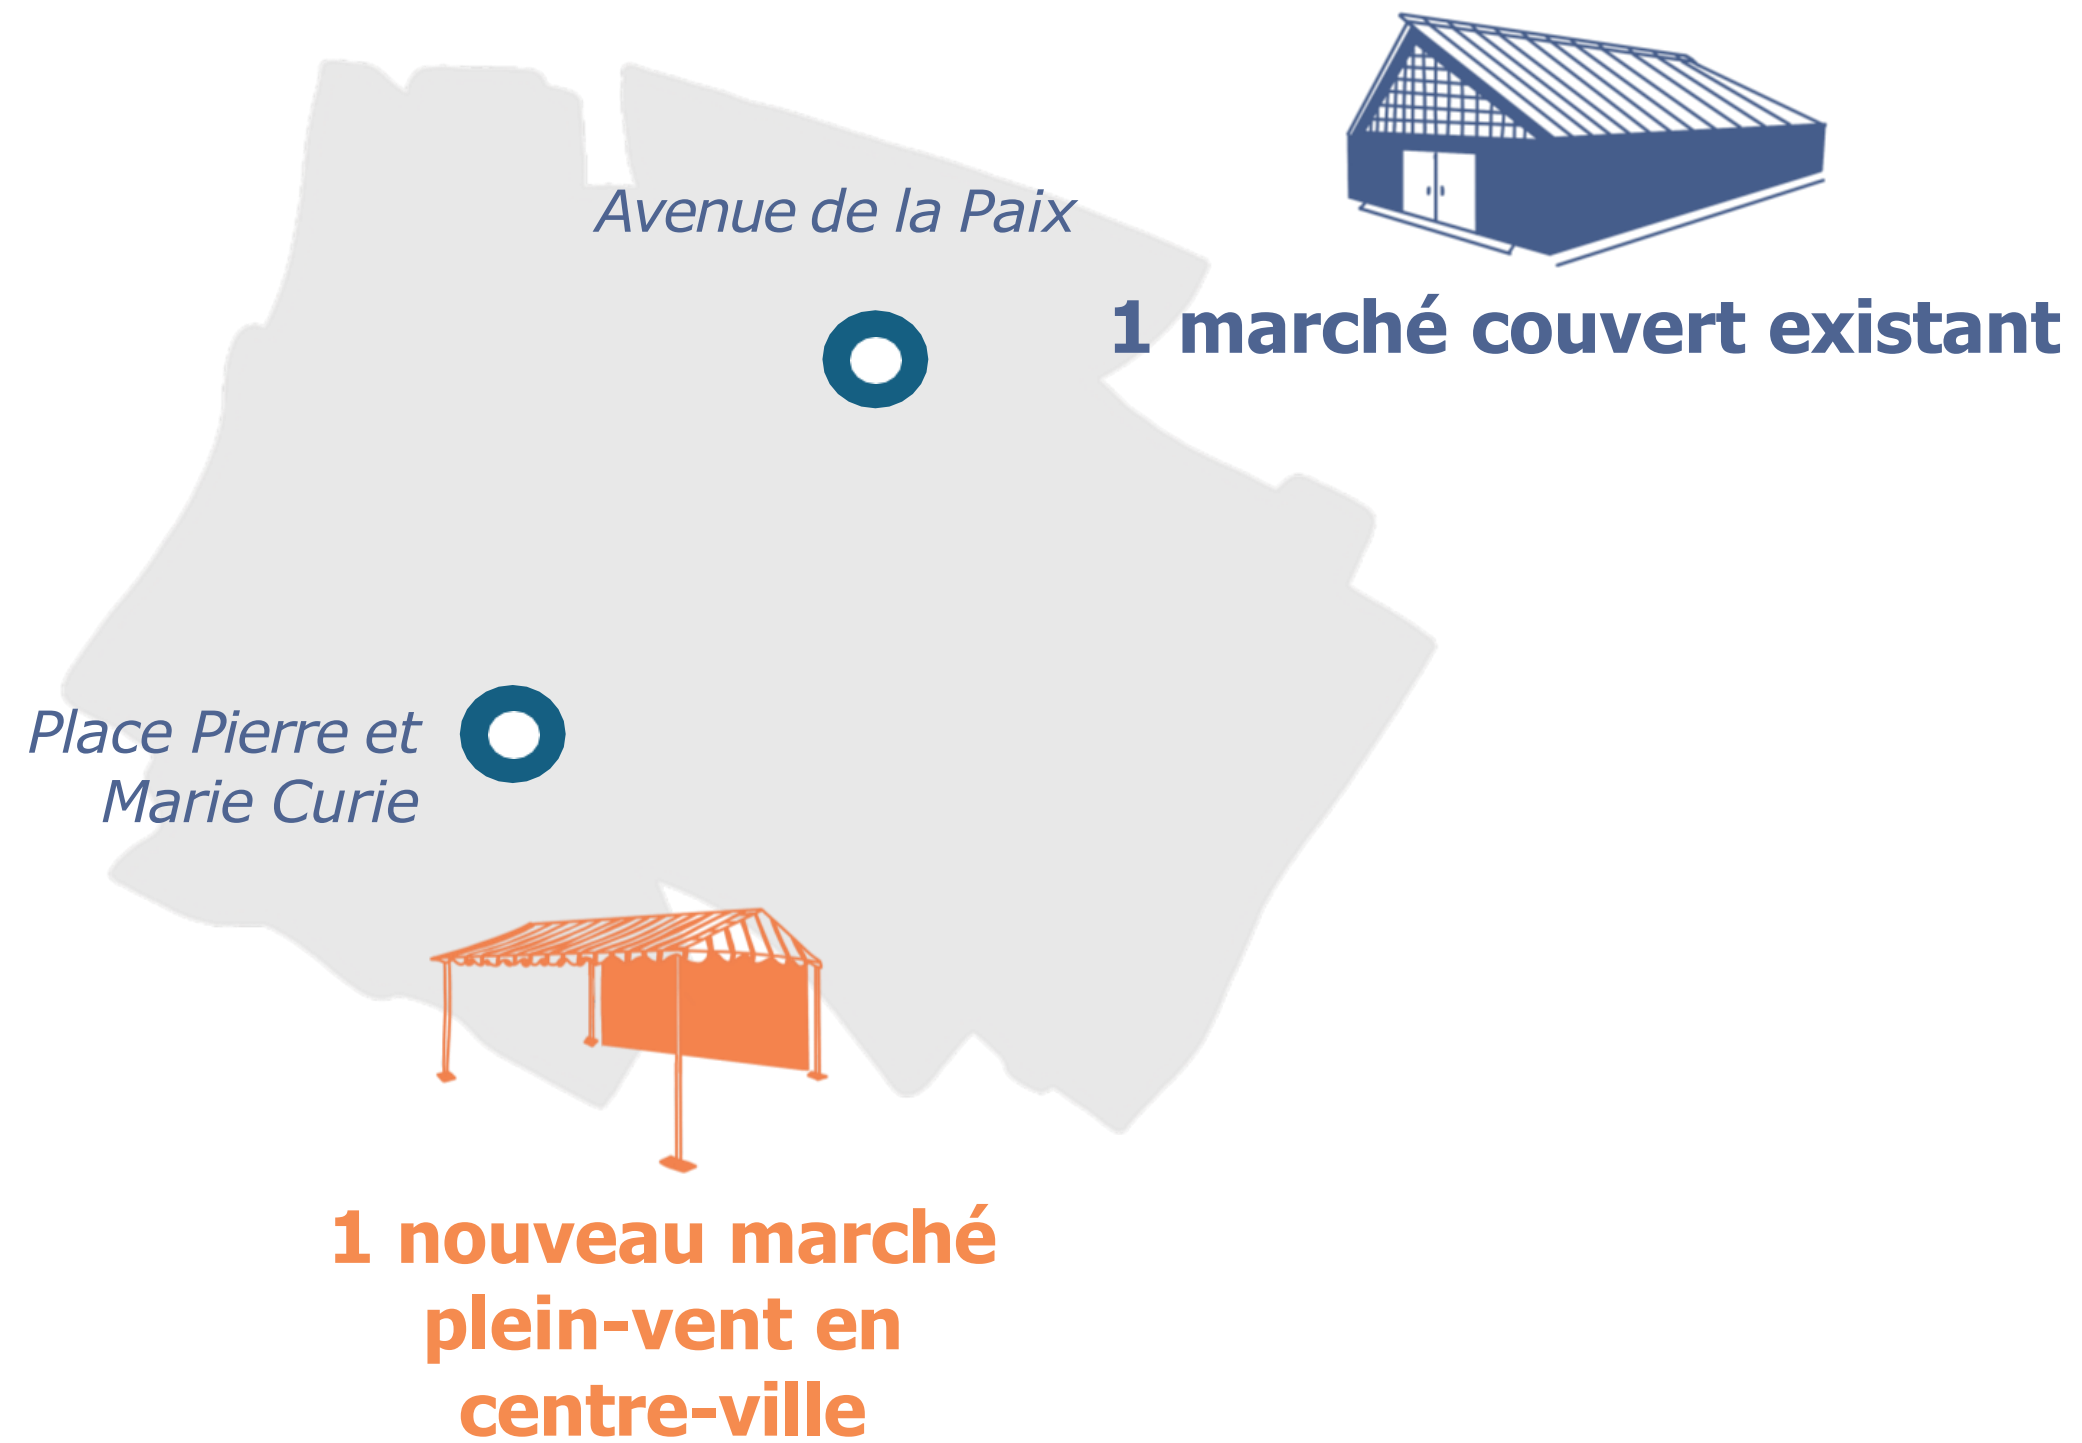 Avenue de la Paix
1 marché couvert existant
Place Pierre et
Marie Curie
1 nouveau marché
plein-vent en
centre-ville